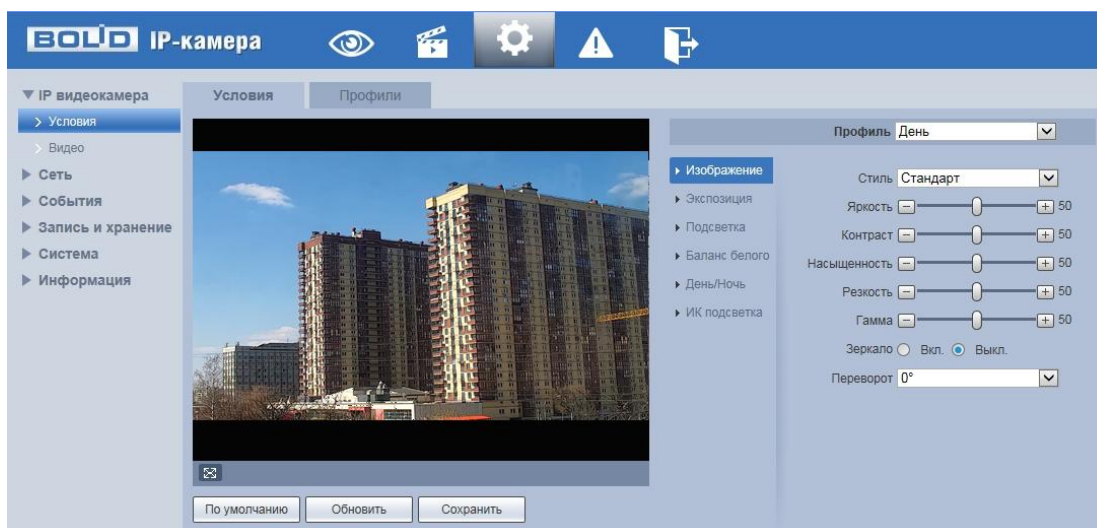 BOLID IP-камера
IP видеокамера
Условия
Видео
Сеть
События
Запись и хранение
Система
Информация
Условия Профили
По умолчанию Обновить Сохранить
Изображение
Экспозиция
Подсветка
Баланс белого
День/Ночь
ИК подсветка
Профиль День
Стиль Стандарт
Яркость 50
Контраст 50
Насыщенность 50
Резкость 50
Гамма 50
Зеркало Вкл. Выкл.
Переворот 0°